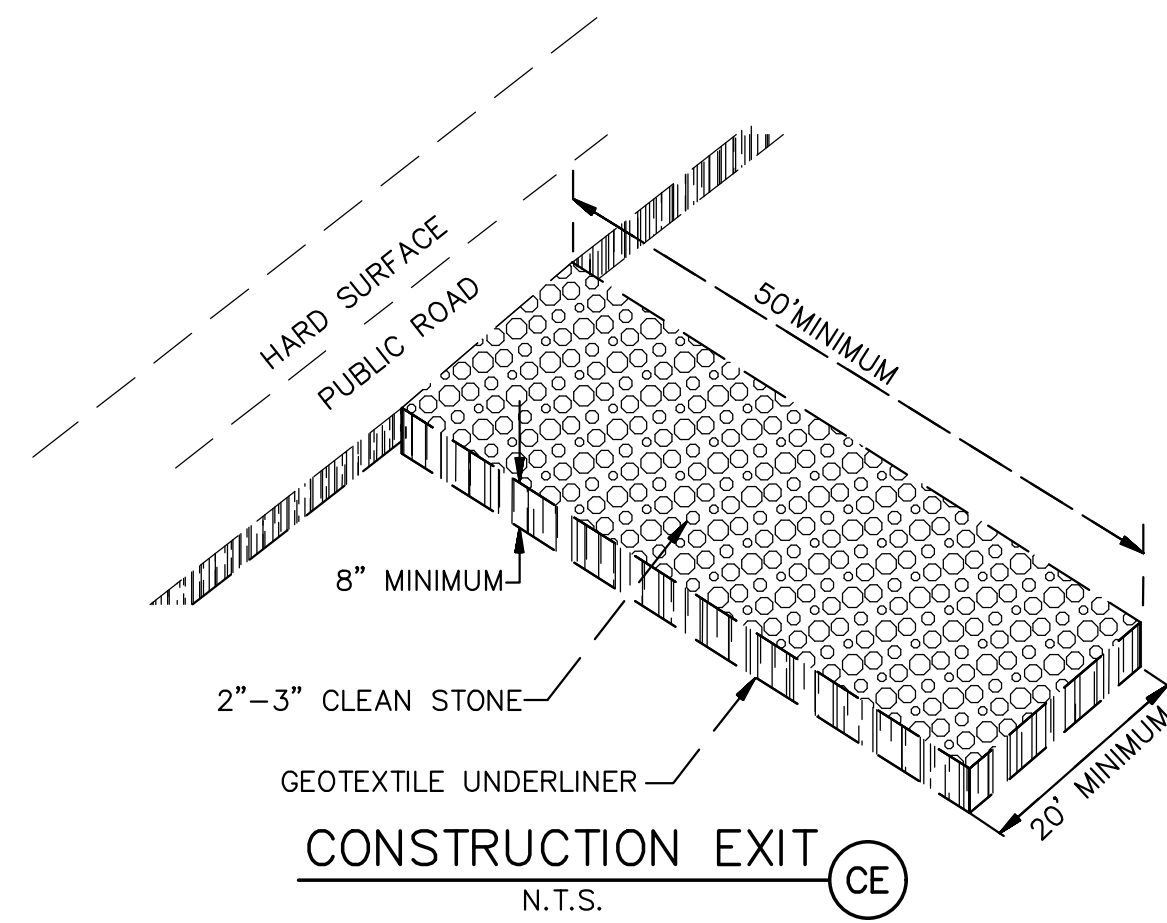 HARD SURFACE
PUBLIC ROAD
50'MINIMUM
8” MINIMUM
2”–3” CLEAN STONE
GEOTEXTILE UNDERLINER
20' MINIMUM
CONSTRUCTION EXIT
CE
N.T.S.